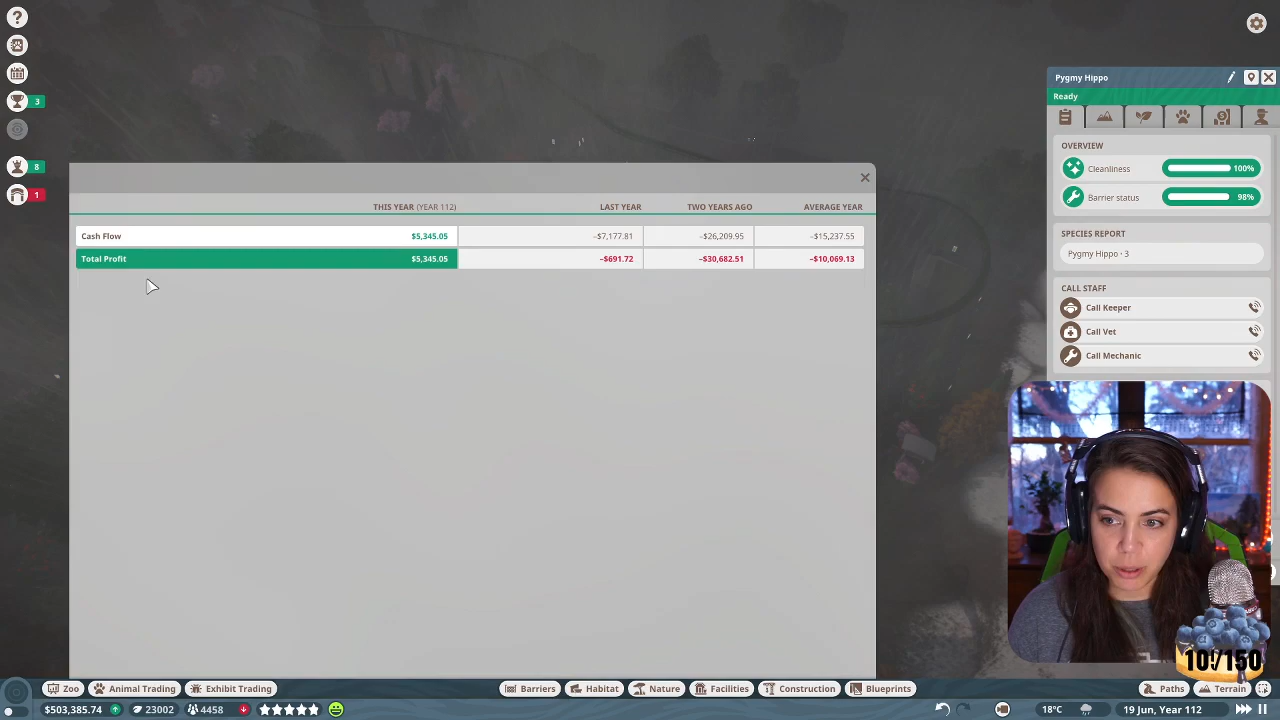 ?
3
8
1
THIS YEAR (YEAR 112) LAST YEAR TWO YEARS AGO AVERAGE YEAR
Cash Flow $5,345.05 –$7,177.81 –$26,209.95 –$15,237.55
Total Profit $5,345.05 –$691.72 –$30,682.51 –$10,069.13
Pygmy Hippo
Ready
OVERVIEW
Cleanliness 100%
Barrier status 98%
SPECIES REPORT
Pygmy Hippo · 3
CALL STAFF
Call Keeper
Call Vet
Call Mechanic
Zoo Animal Trading Exhibit Trading Barriers Habitat Nature Facilities Construction Blueprints Paths Terrain
$503,385.74 23002 4458 18°C 19 Jun, Year 112